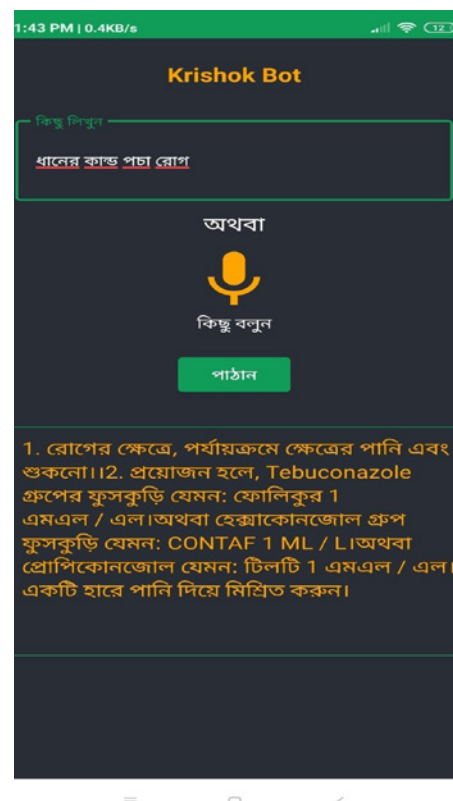 1:43 PM | 0.4KB/s
12
Krishok Bot
কিছু লিখুন
ধানের কান্ড পচা রোগ
অথবা
কিছু বলুন
পাঠান
1. রোগের ক্ষেত্রে, পর্যায়ক্রমে ক্ষেত্রের পানি এবং
শুকনো।।2. প্রয়োজন হলে, Tebuconazole
গ্রুপের ফুসকুড়ি যেমন: ফোলিকুর 1
এমএল / এল।অথবা হেক্সাকোনজোল গ্রুপ
ফুসকুড়ি যেমন: CONTAF 1 ML / L।অথবা
প্রোপিকোনজোল যেমন: টিলটি 1 এমএল / এল।
একটি হারে পানি দিয়ে মিশ্রিত করুন।